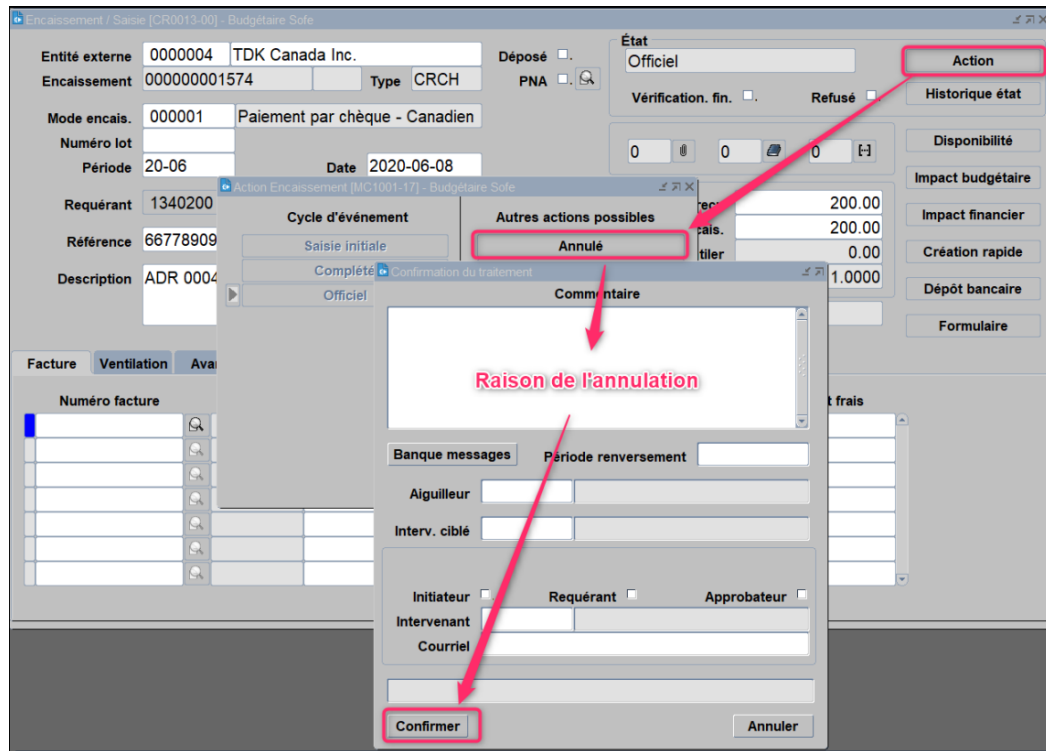 Encaissement / Saisie [CR0013-00] - Budgétaire Sofe
Entité externe 0000004 TDK Canada Inc. Déposé
Encaissement 000000001574 Type CRCH PNA
Mode encais. 000001 Paiement par chèque - Canadien
Numéro lot
Période 20-06 Date 2020-06-08
Requérant 1340200
Référence 66778909
Description ADR 0004
État
Officiel
Vérification. fin. Refusé
0 0 0
200.00
cais. 200.00
tiler 0.00
1.0000
Action
Historique état
Disponibilité
Impact budgétaire
Impact financier
Création rapide
Dépôt bancaire
Formulaire
Facture Ventilation Ava
Numéro facture t frais
Action Encaissement [MC1001-17] - Budgétaire Sofe
Cycle d'événement Autres actions possibles
Saisie initiale Annulé
Complété
Officiel
Confirmation du traitement
Commentaire
Raison de l'annulation
Banque messages Période renversement
Aiguilleur
Interv. ciblé
Initiateur Requérant Approbateur
Intervenant
Courriel
Confirmer Annuler